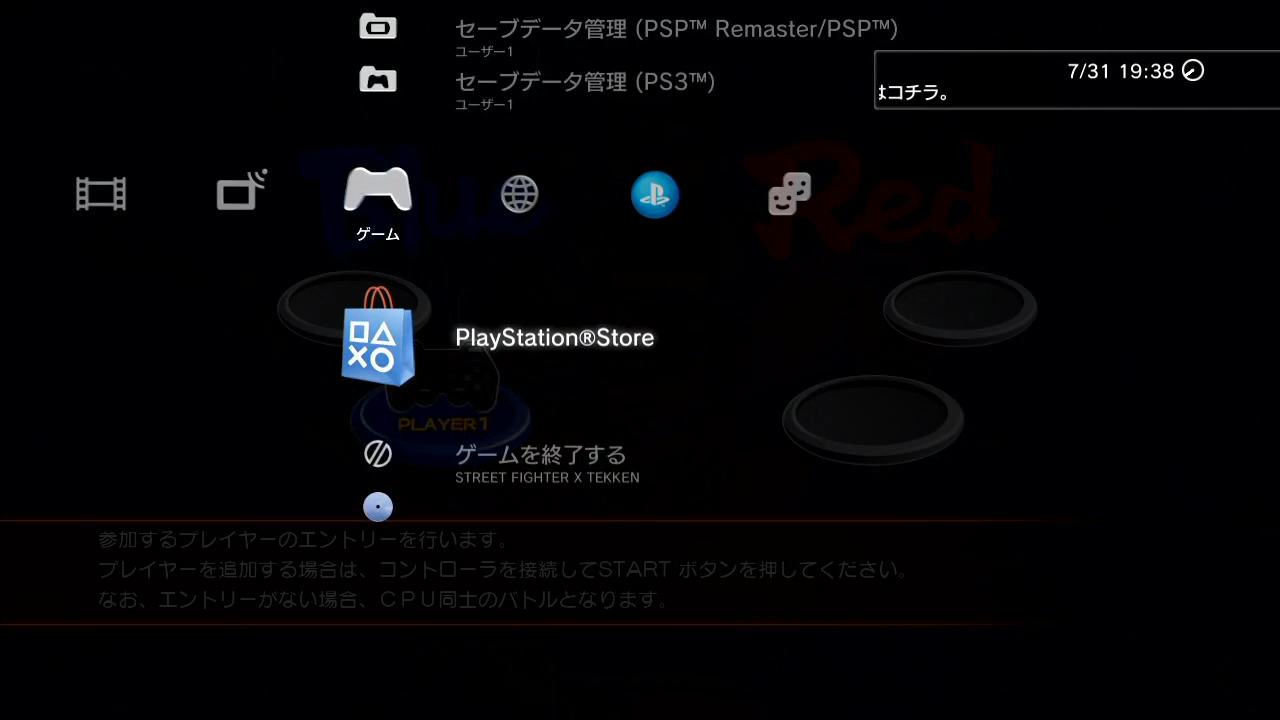 セーブデータ管理 (PSP™ Remaster/PSP™)
ユーザー1
セーブデータ管理 (PS3™)
ユーザー1
7/31 19:38
はコチラ。
Blue
Red
ゲーム
PlayStation®Store
PLAYER 1
ゲームを終了する
STREET FIGHTER X TEKKEN
参加するプレイヤーのエントリーを行います。
プレイヤーを追加する場合は、コントローラを接続してSTART ボタンを押してください。
なお、エントリーがない場合、CPU同士のバトルとなります。